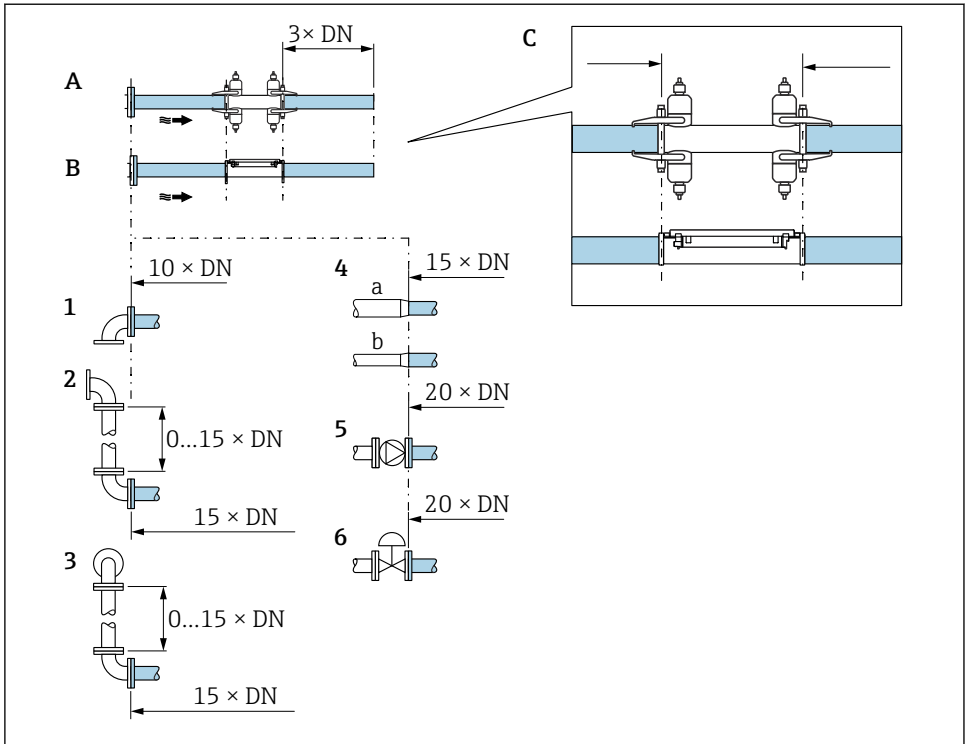 3× DN
A
B
C
10 × DN
1
2
0...15 × DN
15 × DN
3
0...15 × DN
15 × DN
4
15 × DN
a
b
20 × DN
5
20 × DN
6